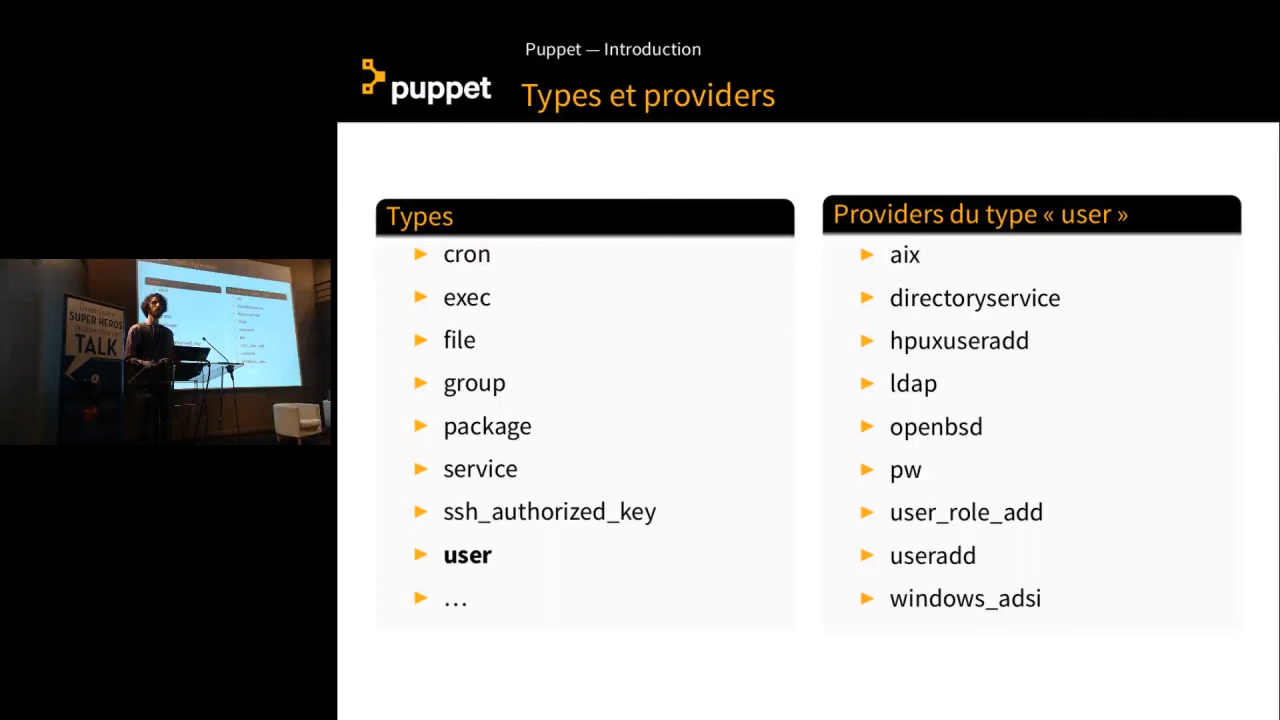 Puppet — Introduction
puppet
Types et providers
Types
cron
exec
file
group
package
service
ssh_authorized_key
user
…
Providers du type « user »
aix
directoryservice
hpuxuseradd
ldap
openbsd
pw
user_role_add
useradd
windows_adsi
SUPER HEROS
TALK